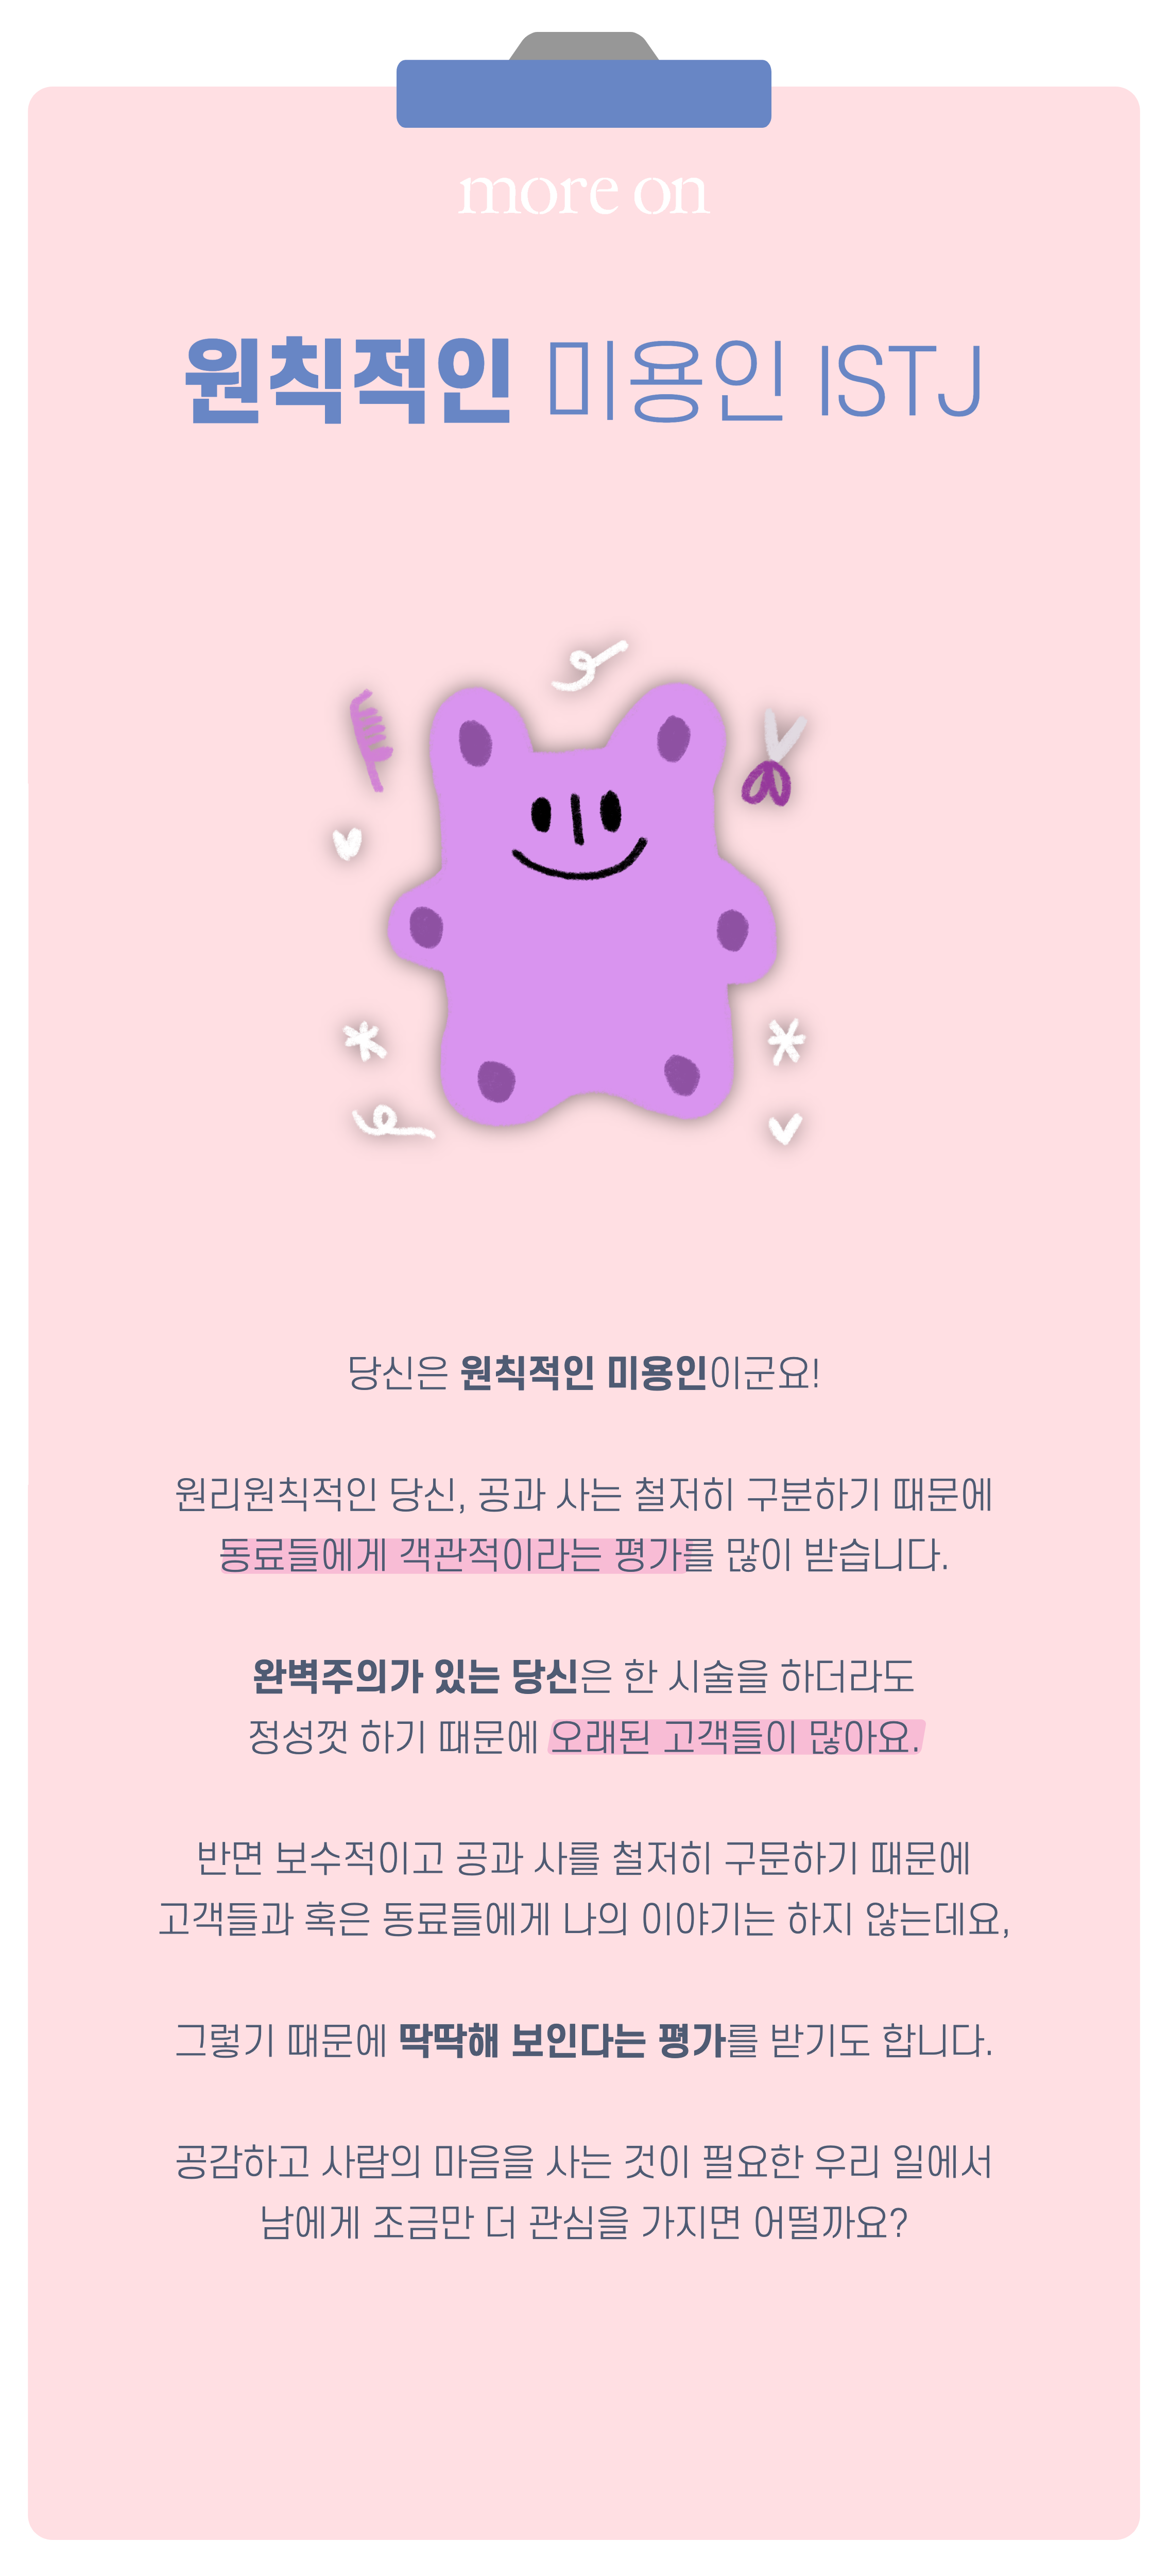 more on
원칙적인 미용인 ISTJ
당신은 원칙적인 미용인이군요!
원리원칙적인 당신, 공과 사는 철저히 구분하기 때문에
동료들에게 객관적이라는 평가를 많이 받습니다.
완벽주의가 있는 당신은 한 시술을 하더라도
정성껏 하기 때문에 오래된 고객들이 많아요.
반면 보수적이고 공과 사를 철저히 구문하기 때문에
고객들과 혹은 동료들에게 나의 이야기는 하지 않는데요,
그렇기 때문에 딱딱해 보인다는 평가를 받기도 합니다.
공감하고 사람의 마음을 사는 것이 필요한 우리 일에서
남에게 조금만 더 관심을 가지면 어떨까요?